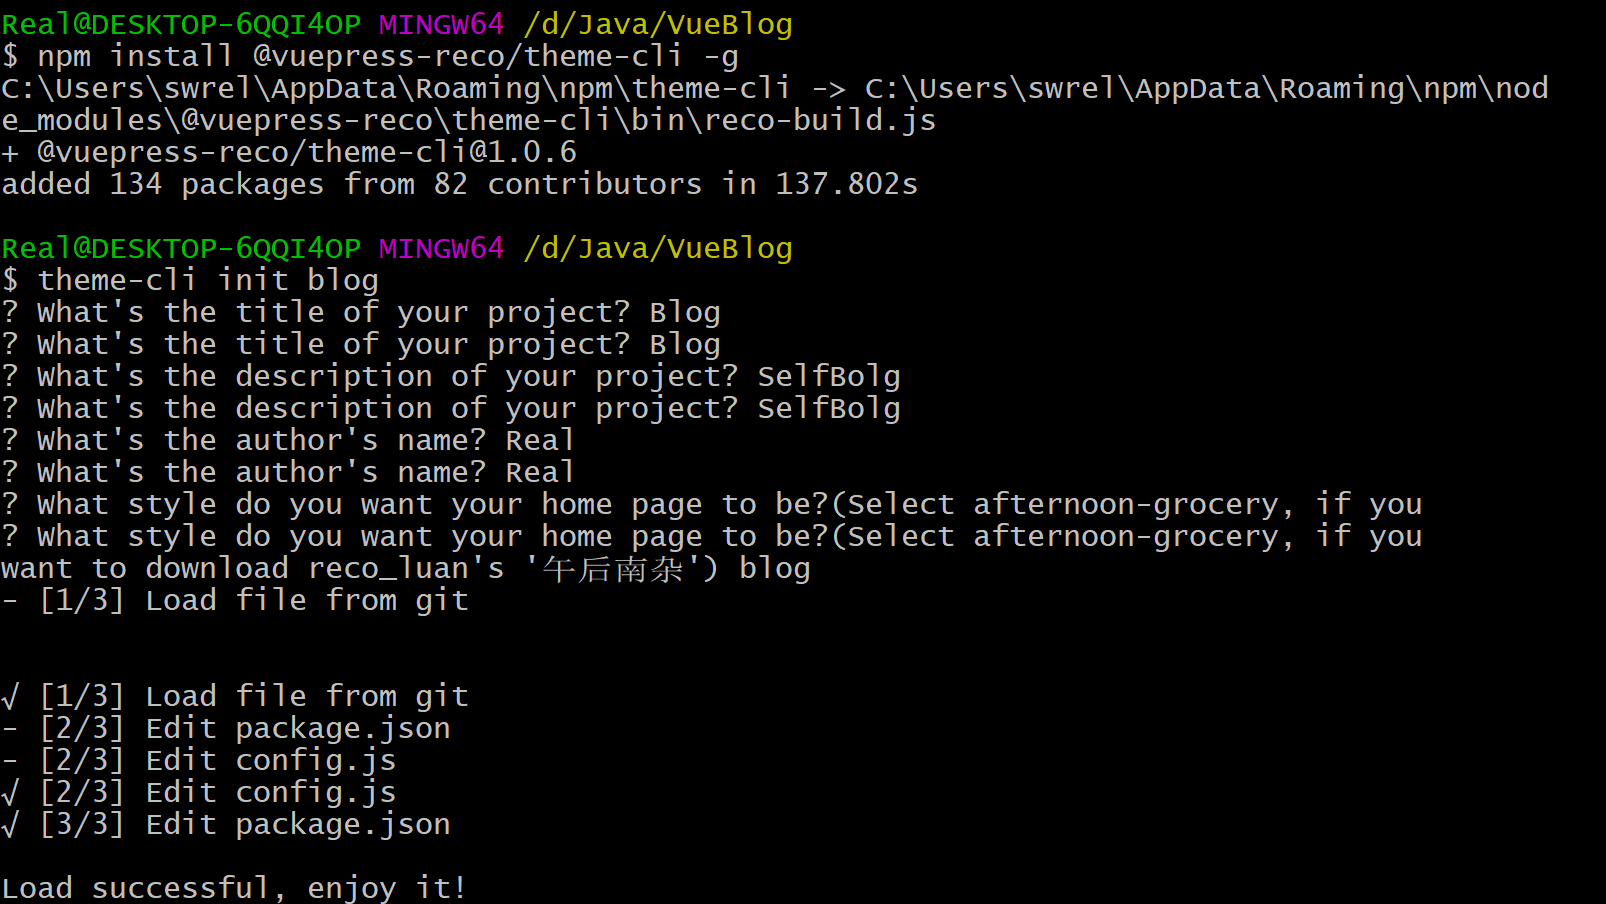 Real@DESKTOP-6QQI4OP MINGW64 /d/Java/VueBlog
$ npm install @vuepress-reco/theme-cli -g
C:\Users\swrel\AppData\Roaming\npm\theme-cli -> C:\Users\swrel\AppData\Roaming\npm\nod
e_modules\@vuepress-reco\theme-cli\bin\reco-build.js
+ @vuepress-reco/theme-cli@1.0.6
added 134 packages from 82 contributors in 137.802s
Real@DESKTOP-6QQI4OP MINGW64 /d/Java/VueBlog
$ theme-cli init blog
? What's the title of your project? Blog
? What's the title of your project? Blog
? What's the description of your project? SelfBolg
? What's the description of your project? SelfBolg
? What's the author's name? Real
? What's the author's name? Real
? What style do you want your home page to be?(Select afternoon-grocery, if you
? What style do you want your home page to be?(Select afternoon-grocery, if you
want to download reco_luan's '午后南杂') blog
- [1/3] Load file from git
√ [1/3] Load file from git
- [2/3] Edit package.json
- [2/3] Edit config.js
√ [2/3] Edit config.js
√ [3/3] Edit package.json
Load successful, enjoy it!